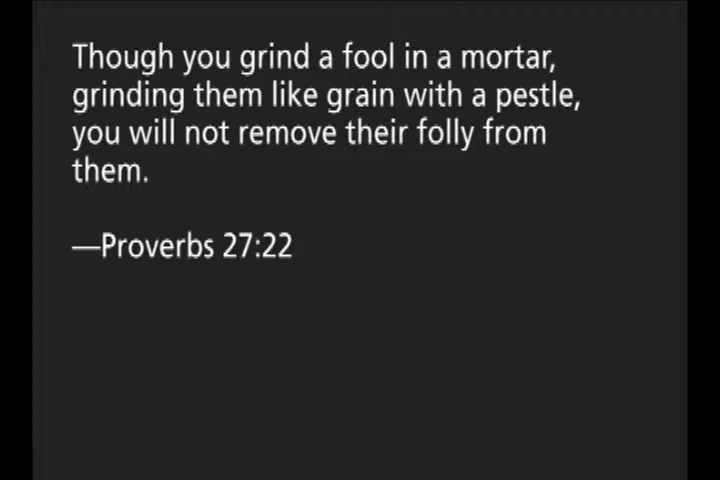 Though you grind a fool in a mortar,
grinding them like grain with a pestle,
you will not remove their folly from
them.
—Proverbs 27:22